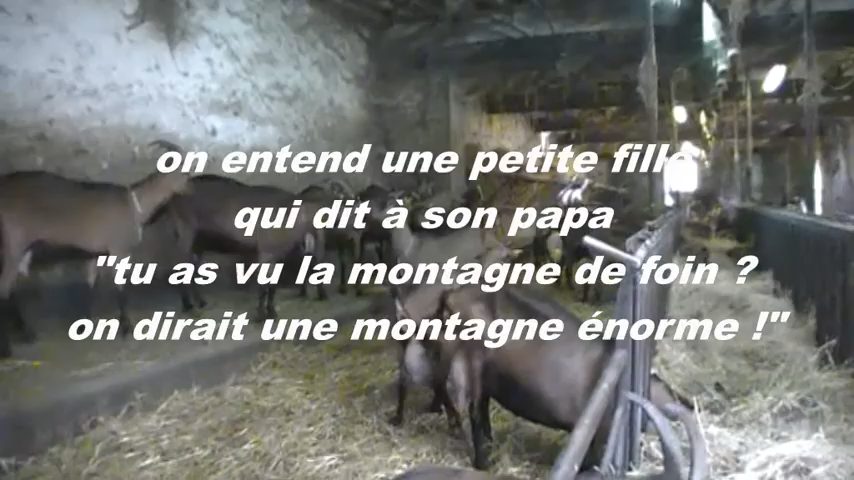 on entend une petite fille
qui dit à son papa
"tu as vu la montagne de foin ?
on dirait une montagne énorme !"